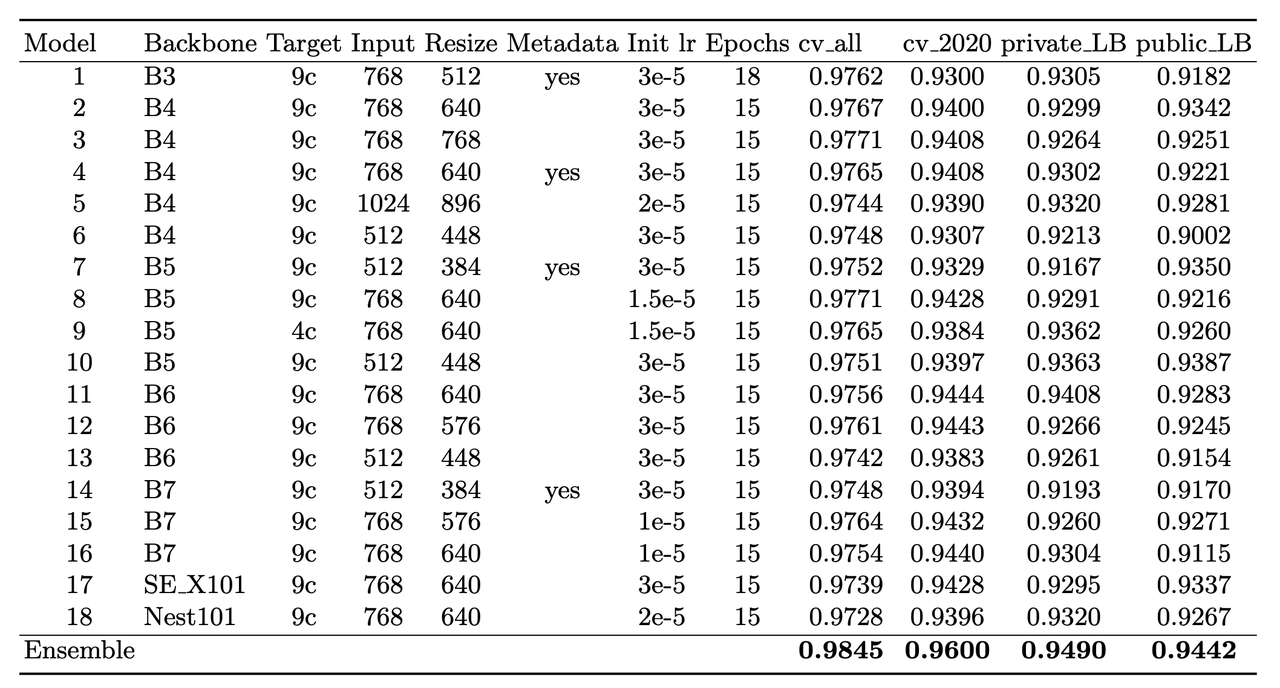 Model Backbone Target Input Resize Metadata Init lr Epochs cv_all cv_2020 private_LB public_LB
1 B3 9c 768 512 yes 3e-5 18 0.9762 0.9300 0.9305 0.9182
2 B4 9c 768 640 3e-5 15 0.9767 0.9400 0.9299 0.9342
3 B4 9c 768 768 3e-5 15 0.9771 0.9408 0.9264 0.9251
4 B4 9c 768 640 yes 3e-5 15 0.9765 0.9408 0.9302 0.9221
5 B4 9c 1024 896 2e-5 15 0.9744 0.9390 0.9320 0.9281
6 B4 9c 512 448 3e-5 15 0.9748 0.9307 0.9213 0.9002
7 B5 9c 512 384 yes 3e-5 15 0.9752 0.9329 0.9167 0.9350
8 B5 9c 768 640 1.5e-5 15 0.9771 0.9428 0.9291 0.9216
9 B5 4c 768 640 1.5e-5 15 0.9765 0.9384 0.9362 0.9260
10 B5 9c 512 448 3e-5 15 0.9751 0.9397 0.9363 0.9387
11 B6 9c 768 640 3e-5 15 0.9756 0.9444 0.9408 0.9283
12 B6 9c 768 576 3e-5 15 0.9761 0.9443 0.9266 0.9245
13 B6 9c 512 448 3e-5 15 0.9742 0.9383 0.9261 0.9154
14 B7 9c 512 384 yes 3e-5 15 0.9748 0.9394 0.9193 0.9170
15 B7 9c 768 576 1e-5 15 0.9764 0.9432 0.9260 0.9271
16 B7 9c 768 640 1e-5 15 0.9754 0.9440 0.9304 0.9115
17 SE_X101 9c 768 640 3e-5 15 0.9739 0.9428 0.9295 0.9337
18 Nest101 9c 768 640 2e-5 15 0.9728 0.9396 0.9320 0.9267
Ensemble 0.9845 0.9600 0.9490 0.9442